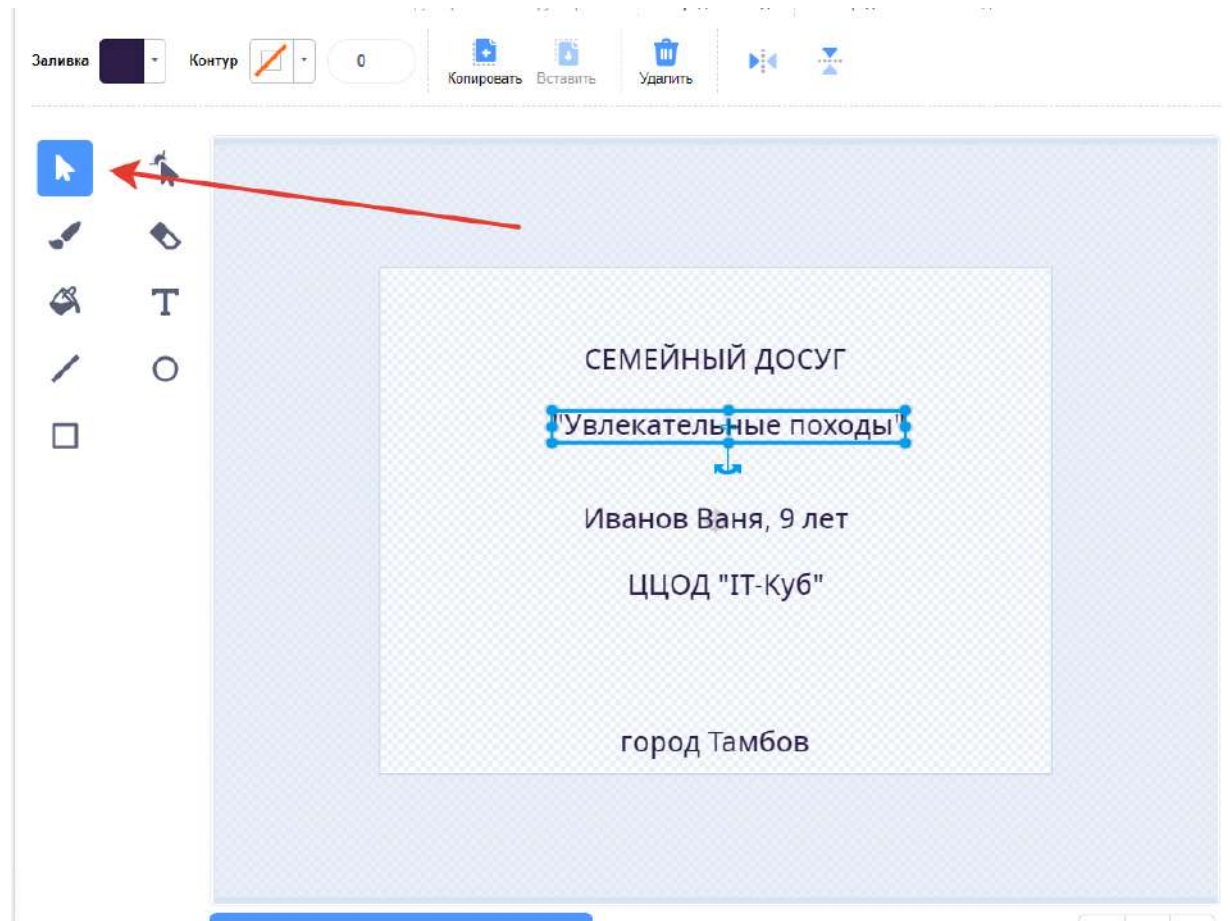 Заливка Контур 0 Копировать Вставить Удалить
T
СЕМЕЙНЫЙ ДОСУГ
"Увлекательные походы"
Иванов Ваня, 9 лет
ЦЦОД "IT-Куб"
город Тамбов